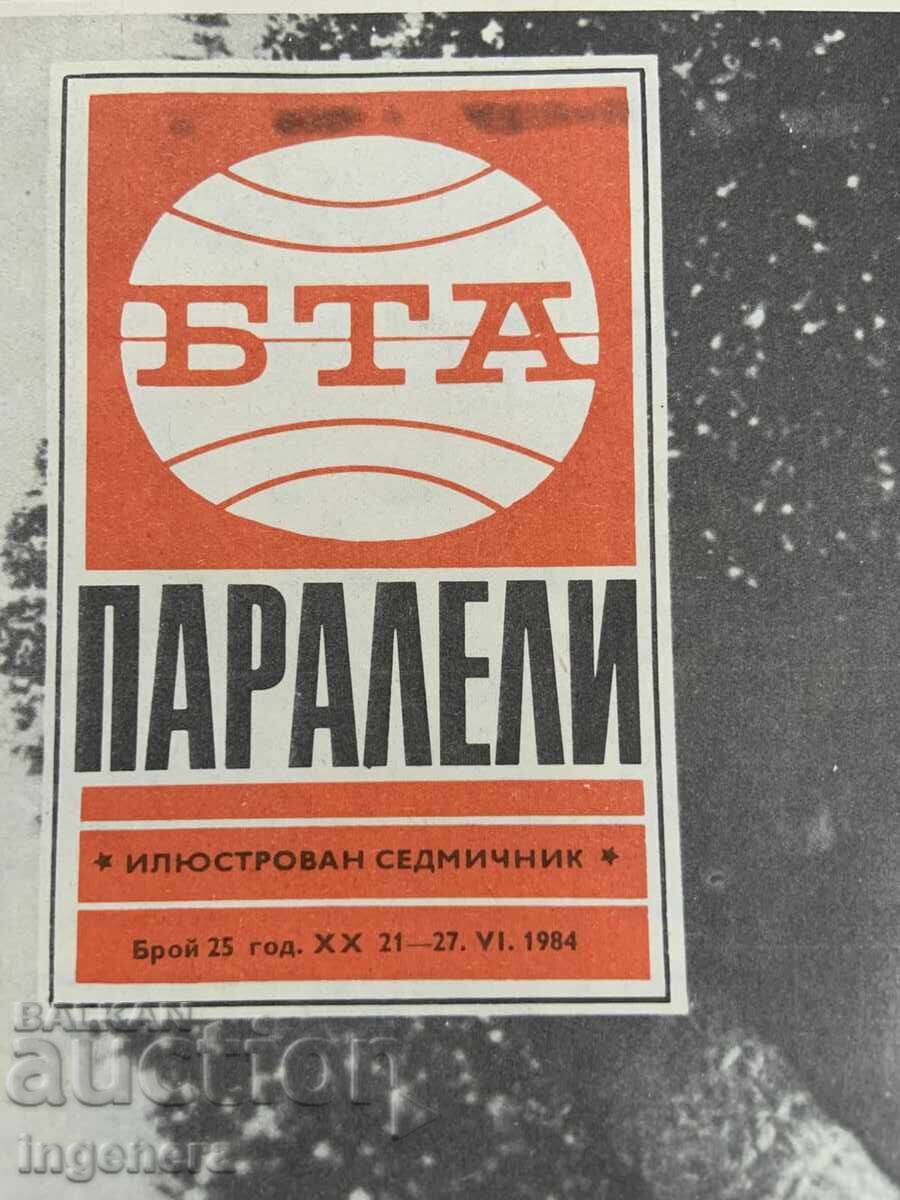 БТА
ПАРАЛЕЛИ
★ ИЛЮСТРОВАН СЕДМИЧНИК ★
Брой 25 год. XX 21—27. VI. 1984
BALKAN
auction
ingenera